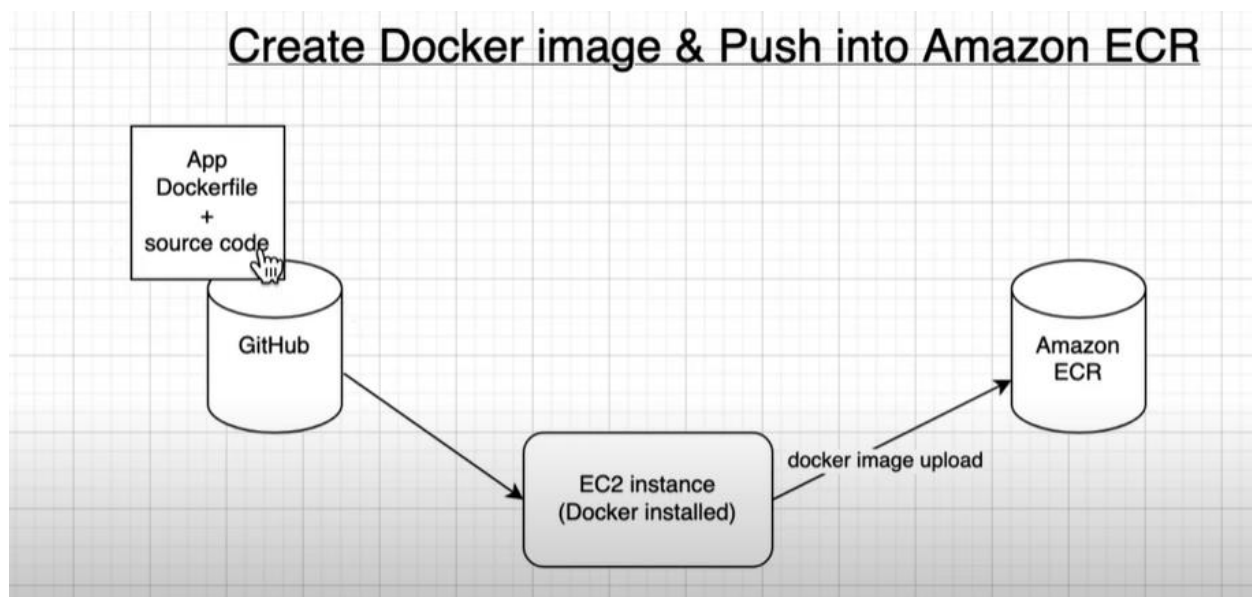 Create Docker image & Push into Amazon ECR
App
Dockerfile
+
source code
GitHub
EC2 instance
(Docker installed)
docker image upload
Amazon
ECR